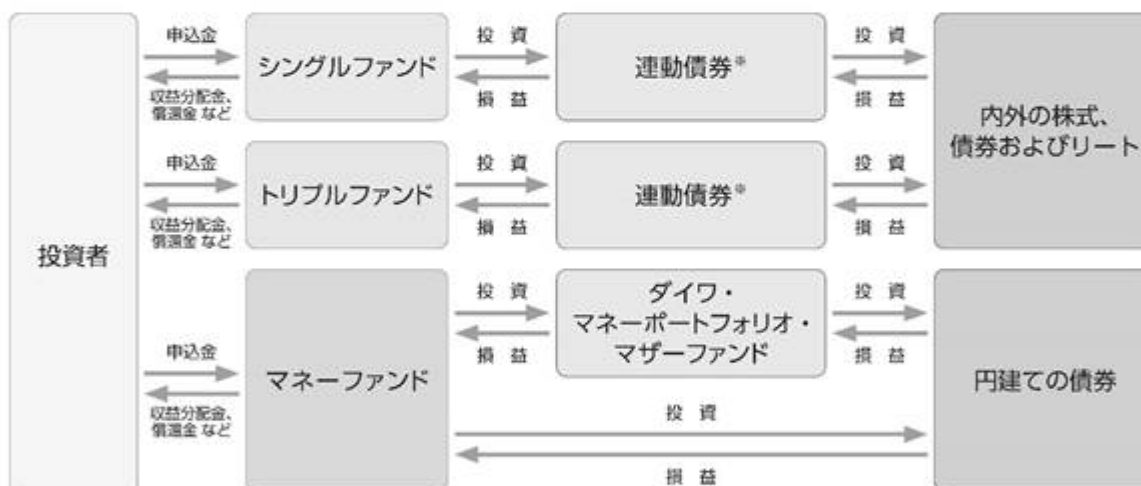 投資者
申込金
収益分配金、
償還金 など
シングルファンド
投 資
損 益
連動債券※
投 資
損 益
内外の株式、
債券およびリート
申込金
収益分配金、
償還金 など
トリプルファンド
投 資
損 益
連動債券※
投 資
損 益
申込金
収益分配金、
償還金 など
マネーファンド
投 資
損 益
ダイワ・
マネーポートフォリオ・
マザーファンド
投 資
損 益
投 資
損 益
円建ての債券